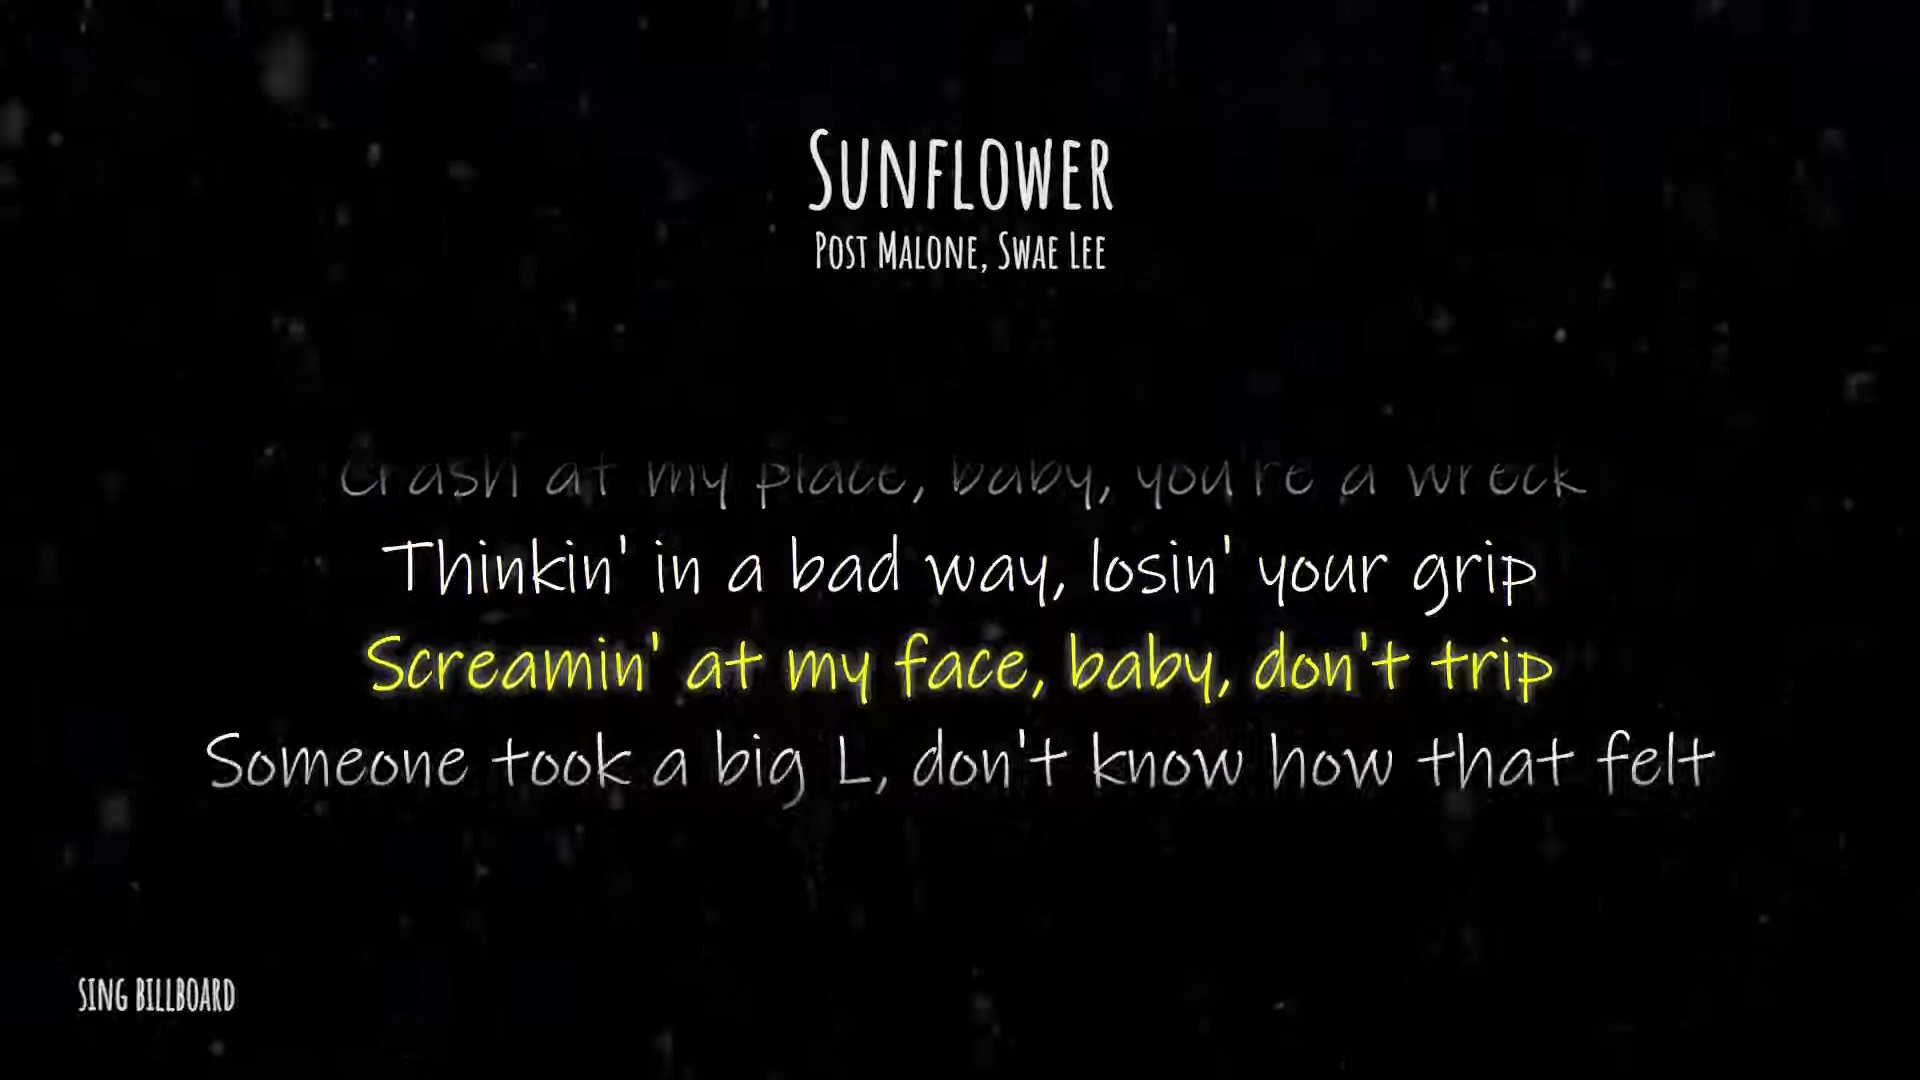 Sunflower
Post Malone, Swae Lee
Crash at my place, baby, you're a wreck
Thinkin' in a bad way, losin' your grip
Screamin' at my face, baby, don't trip
Someone took a big L, don't know how that felt
SING BILLBOARD